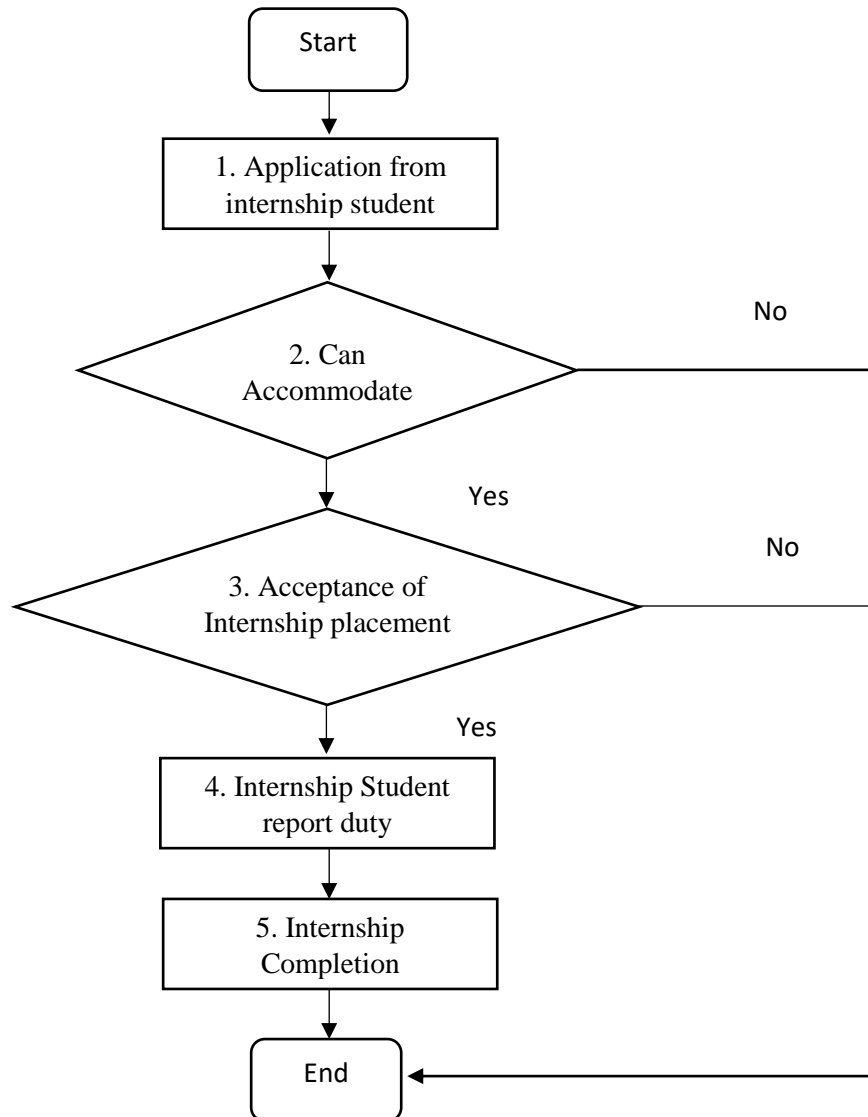 Start
1. Application from
internship student
No
2. Can
Accommodate
Yes
No
3. Acceptance of
Internship placement
Yes
4. Internship Student
report duty
5. Internship
Completion
End